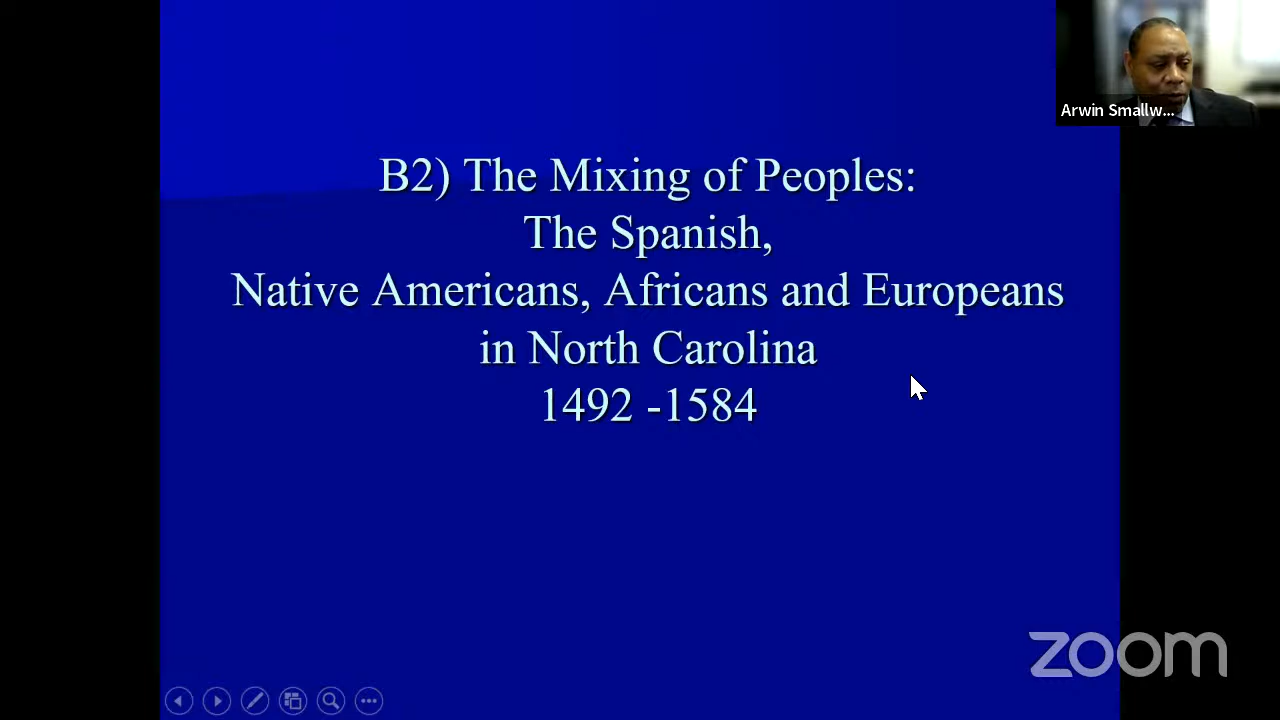 Arwin Smallw...
B2) The Mixing of Peoples:
The Spanish,
Native Americans, Africans and Europeans
in North Carolina
1492 -1584
zoom